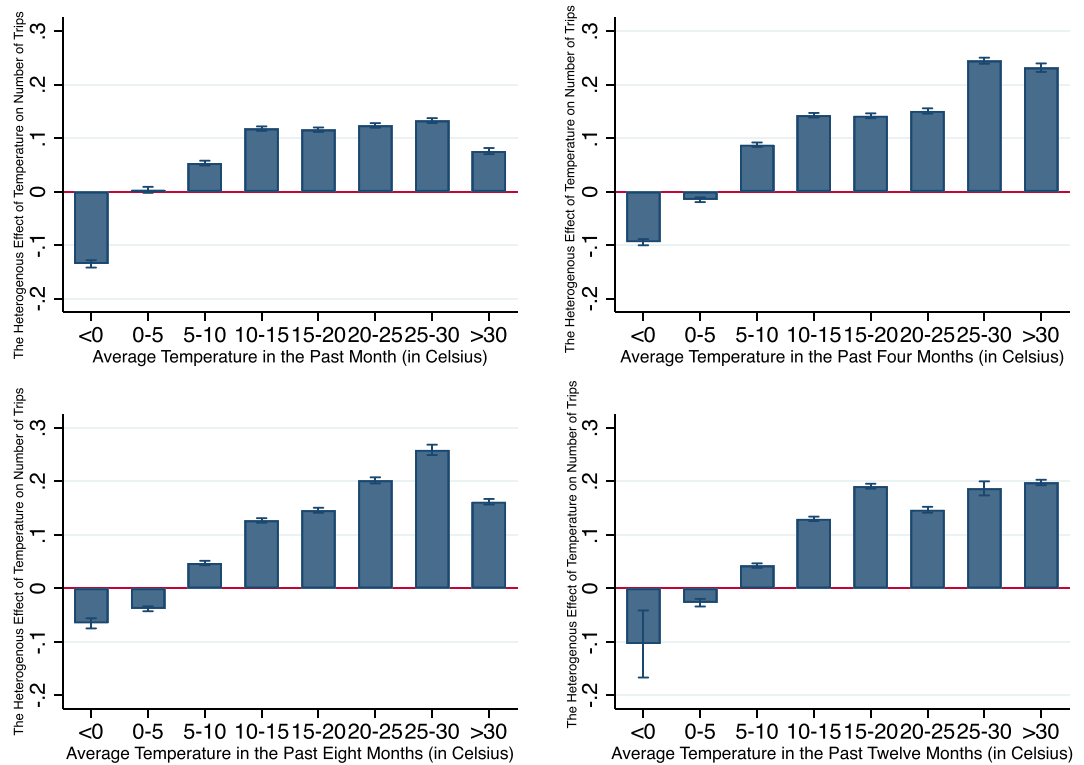 The Heterogenous Effect of Temperature on Number of Trips
.3
.2
.1
0
-.1
-.2
<0 0-5 5-10 10-15 15-20 20-25 25-30 >30
Average Temperature in the Past Month (in Celsius)
The Heterogenous Effect of Temperature on Number of Trips
.3
.2
.1
0
-.1
-.2
<0 0-5 5-10 10-15 15-20 20-25 25-30 >30
Average Temperature in the Past Four Months (in Celsius)
The Heterogenous Effect of Temperature on Number of Trips
.3
.2
.1
0
-.1
-.2
<0 0-5 5-10 10-15 15-20 20-25 25-30 >30
Average Temperature in the Past Eight Months (in Celsius)
The Heterogenous Effect of Temperature on Number of Trips
.3
.2
.1
0
-.1
-.2
<0 0-5 5-10 10-15 15-20 20-25 25-30 >30
Average Temperature in the Past Twelve Months (in Celsius)